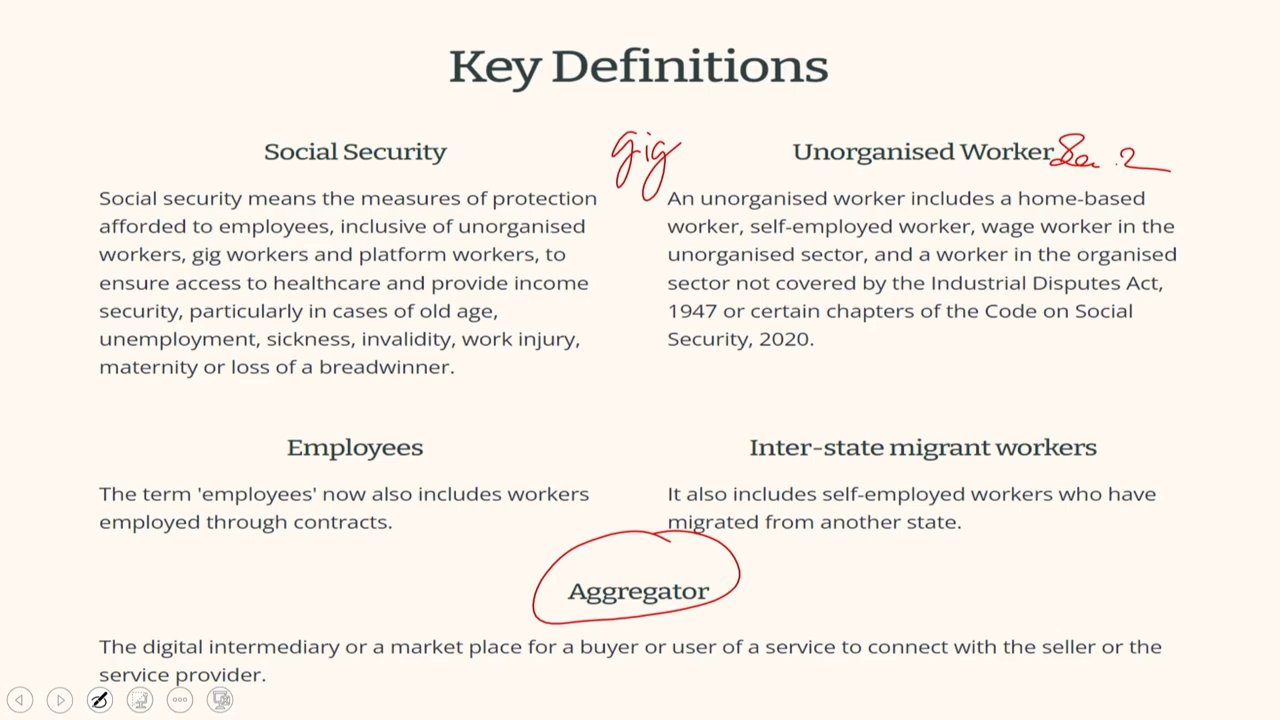 Key Definitions
Social Security
Social security means the measures of protection
afforded to employees, inclusive of unorganised
workers, gig workers and platform workers, to
ensure access to healthcare and provide income
security, particularly in cases of old age,
unemployment, sickness, invalidity, work injury,
maternity or loss of a breadwinner.
gig
Unorganised Worker Sec. 2
An unorganised worker includes a home-based
worker, self-employed worker, wage worker in the
unorganised sector, and a worker in the organised
sector not covered by the Industrial Disputes Act,
1947 or certain chapters of the Code on Social
Security, 2020.
Employees
The term 'employees' now also includes workers
employed through contracts.
Inter-state migrant workers
It also includes self-employed workers who have
migrated from another state.
Aggregator
The digital intermediary or a market place for a buyer or user of a service to connect with the seller or the
service provider.